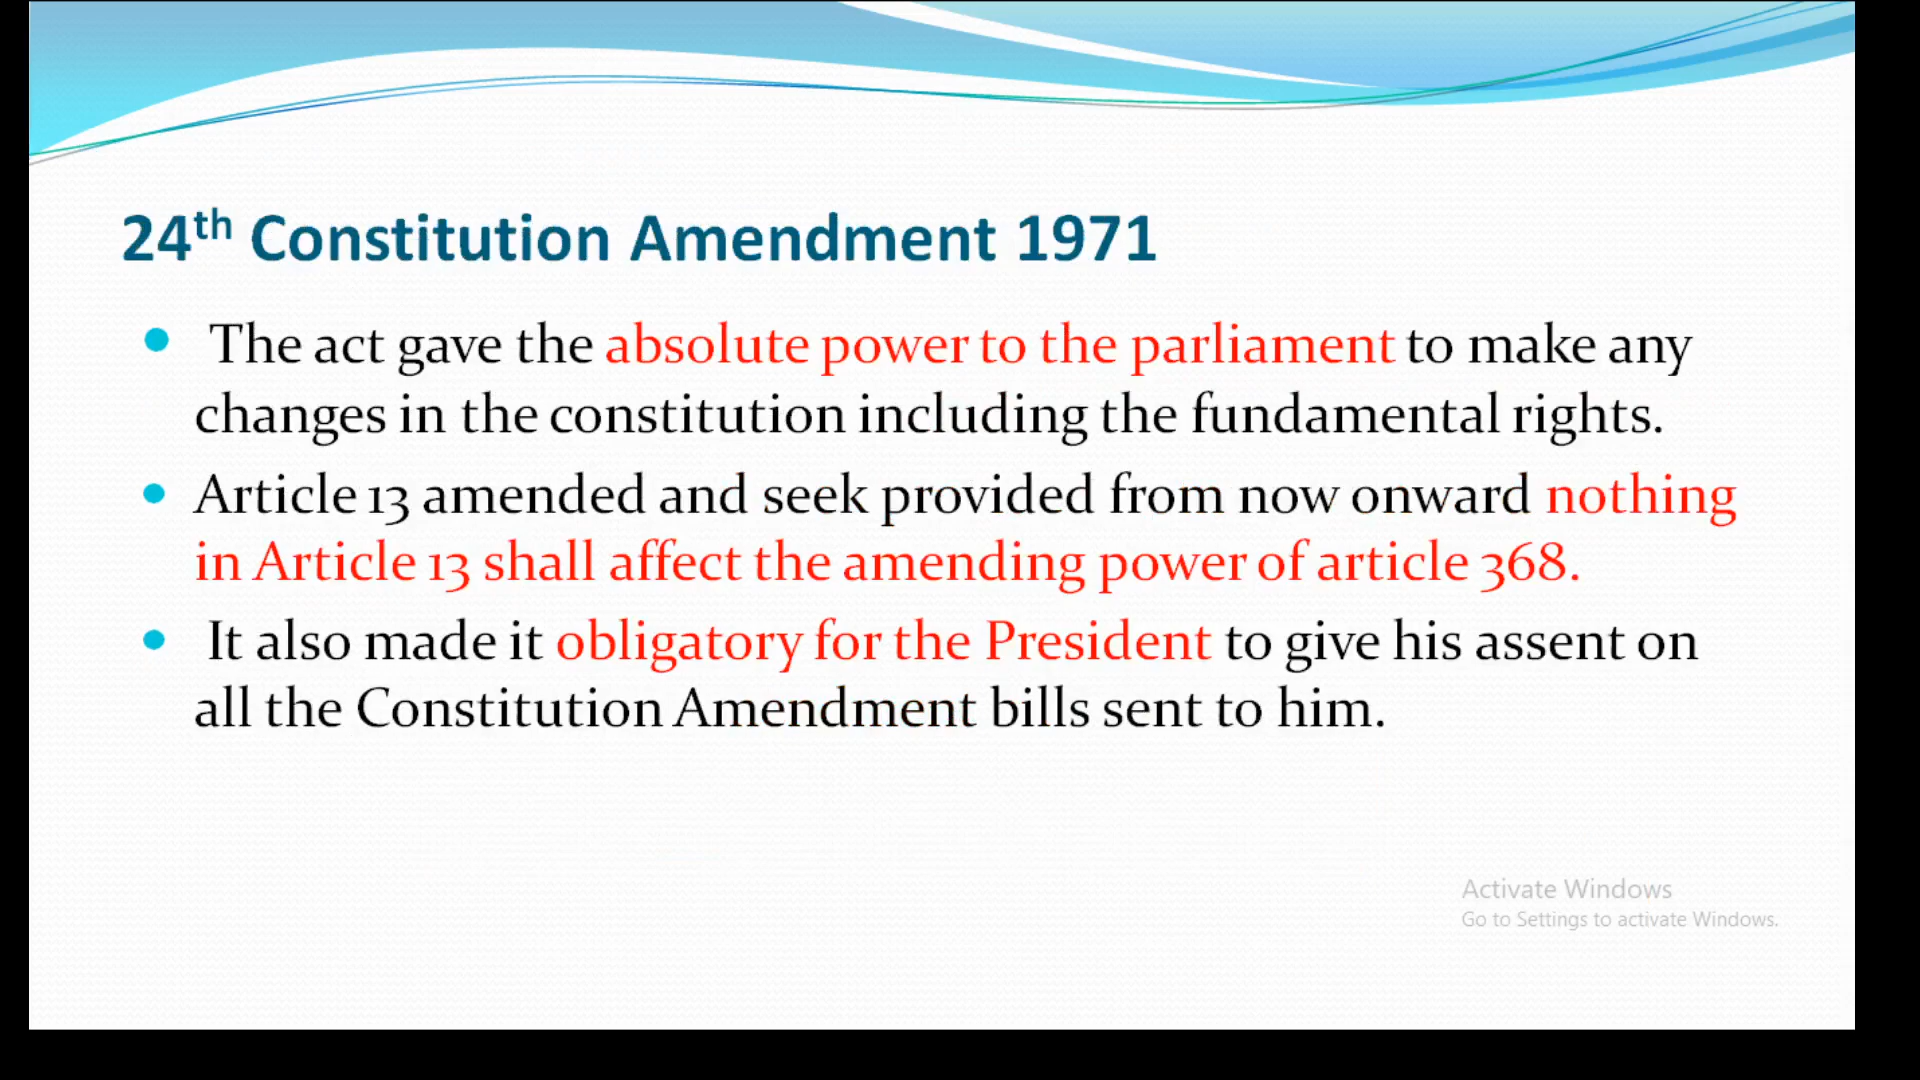 24th Constitution Amendment 1971
The act gave the absolute power to the parliament to make any
changes in the constitution including the fundamental rights.
Article 13 amended and seek provided from now onward nothing
in Article 13 shall affect the amending power of article 368.
It also made it obligatory for the President to give his assent on
all the Constitution Amendment bills sent to him.
Activate Windows
Go to Settings to activate Windows.